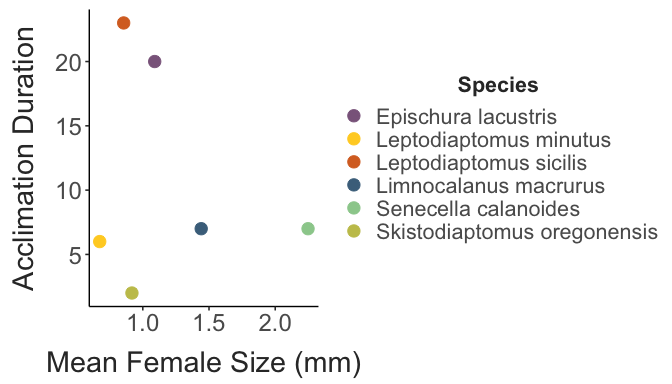 Acclimation Duration
20
15
10
5
1.0 1.5 2.0
Mean Female Size (mm)
Species
Epischura lacustris
Leptodiaptomus minutus
Leptodiaptomus sicilis
Limnocalanus macrurus
Senecella calanoides
Skistodiaptomus oregonensis